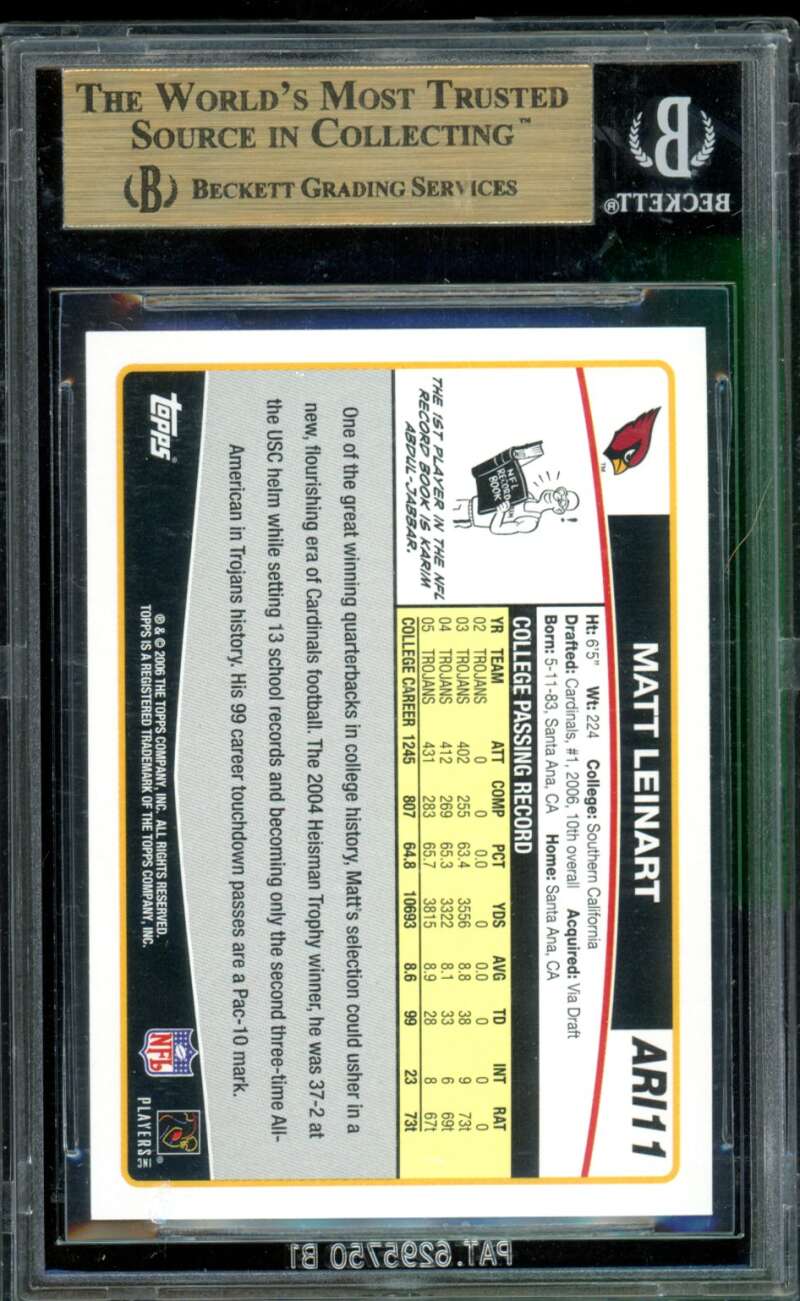 THE WORLD'S MOST TRUSTED
SOURCE IN COLLECTING™
(B) BECKETT GRADING SERVICES
B
BECKETT®
MATT LEINART
ARI11
Ht: 6'5" Wt: 224 College: Southern California
Drafted: Cardinals, #1, 2006, 10th overall Acquired: Via Draft
Born: 5-11-83, Santa Ana, CA Home: Santa Ana, CA
NFL
RECORD
BOOK
!
THE 1ST PLAYER IN THE NFL
RECORD BOOK IS KARIM
ABDUL-JABBAR.
COLLEGE PASSING RECORD
YR TEAM ATT COMP PCT YDS AVG TD INT RAT
02 TROJANS 0 0 0.0 0 0.0 0 0 0
03 TROJANS 402 255 63.4 3556 8.8 38 9 73t
04 TROJANS 412 269 65.3 3322 8.1 33 6 69t
05 TROJANS 431 283 65.7 3815 8.9 28 8 67t
COLLEGE CAREER 1245 807 64.8 10693 8.6 99 23 73t
One of the great winning quarterbacks in college history, Matt's selection could usher in a
new, flourishing era of Cardinals football. The 2004 Heisman Trophy winner, he was 37-2 at
the USC helm while setting 13 school records and becoming only the second three-time All-
American in Trojans history. His 99 career touchdown passes are a Pac-10 mark.
topps®
® & © 2006 THE TOPPS COMPANY, INC. ALL RIGHTS RESERVED.
TOPPS IS A REGISTERED TRADEMARK OF THE TOPPS COMPANY, INC.
NFL
PLAYERS INC
PAT.6295750 B1